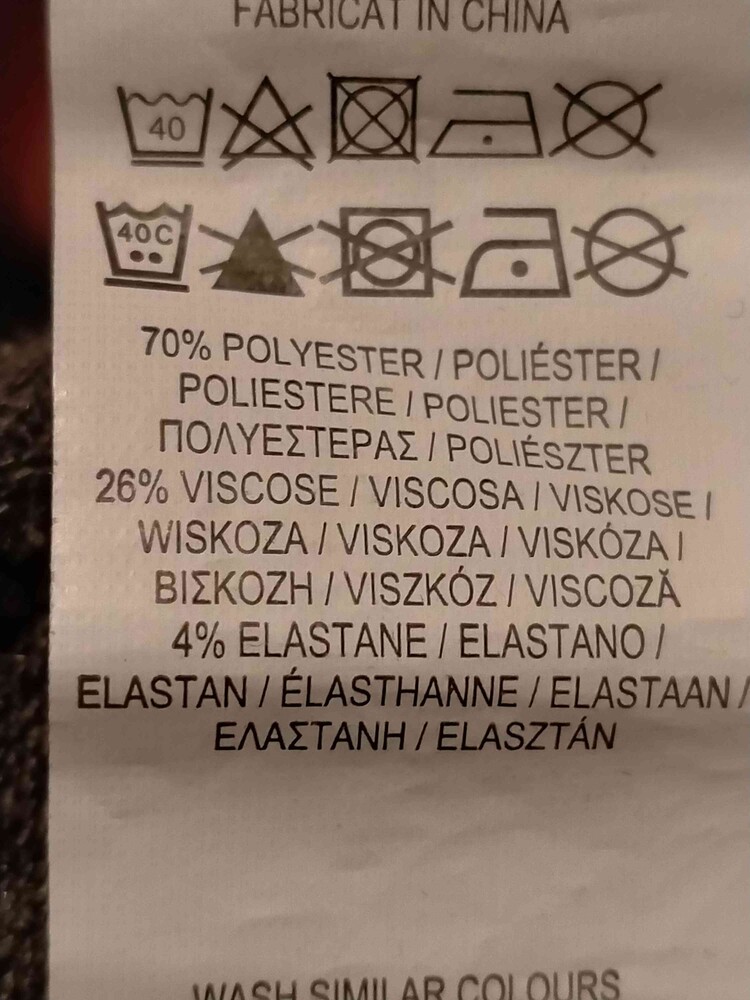 FABRICAT IN CHINA
40
40C
70% POLYESTER / POLIÉSTER /
POLIESTERE / POLIESTER /
ΠΟΛΥΕΣΤΕΡΑΣ / POLIÉSZTER
26% VISCOSE / VISCOSA / VISKOSE /
WISKOZA / VISKOZA / VISKÓZA /
ΒΙΣΚΟΖΗ / VISZKÓZ / VISCOZĂ
4% ELASTANE / ELASTANO /
ELASTAN / ÉLASTHANNE / ELASTAAN /
ΕΛΑΣΤΑΝΗ / ELASZTÁN
WASH SIMILAR COLOURS